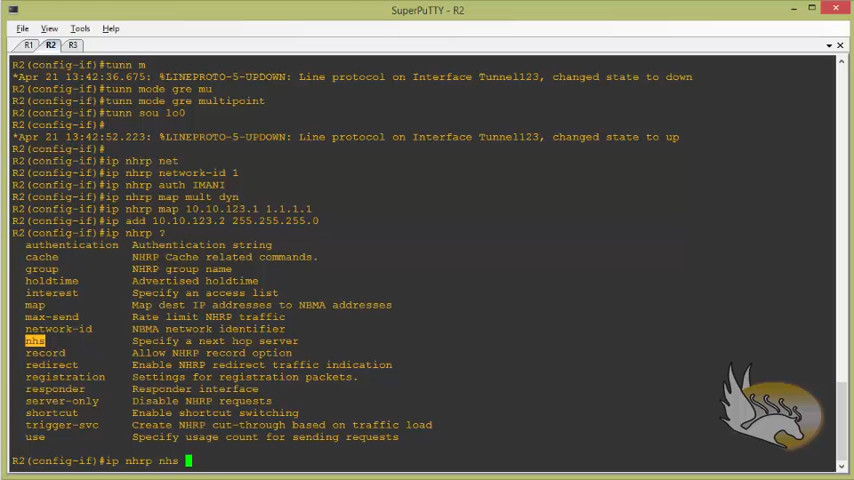 SuperPuTTY - R2
File View Tools Help
R1 R2 R3
R2(config-if)#tunn m
*Apr 21 13:42:36.675: %LINEPROTO-5-UPDOWN: Line protocol on Interface Tunnel123, changed state to down
R2(config-if)#tunn mode gre mu
R2(config-if)#tunn mode gre multipoint
R2(config-if)#tunn sou lo0
R2(config-if)#
*Apr 21 13:42:52.223: %LINEPROTO-5-UPDOWN: Line protocol on Interface Tunnel123, changed state to up
R2(config-if)#
R2(config-if)#ip nhrp net
R2(config-if)#ip nhrp network-id 1
R2(config-if)#ip nhrp auth IMANI
R2(config-if)#ip nhrp map mult dyn
R2(config-if)#ip nhrp map 10.10.123.1 1.1.1.1
R2(config-if)#ip add 10.10.123.2 255.255.255.0
R2(config-if)#ip nhrp ?
authentication Authentication string
cache NHRP Cache related commands.
group NHRP group name
holdtime Advertised holdtime
interest Specify an access list
map Map dest IP addresses to NBMA addresses
max-send Rate limit NHRP traffic
network-id NBMA network identifier
nhs Specify a next hop server
record Allow NHRP record option
redirect Enable NHRP redirect traffic indication
registration Settings for registration packets.
responder Responder interface
server-only Disable NHRP requests
shortcut Enable shortcut switching
trigger-svc Create NHRP cut-through based on traffic load
use Specify usage count for sending requests
R2(config-if)#ip nhrp nhs